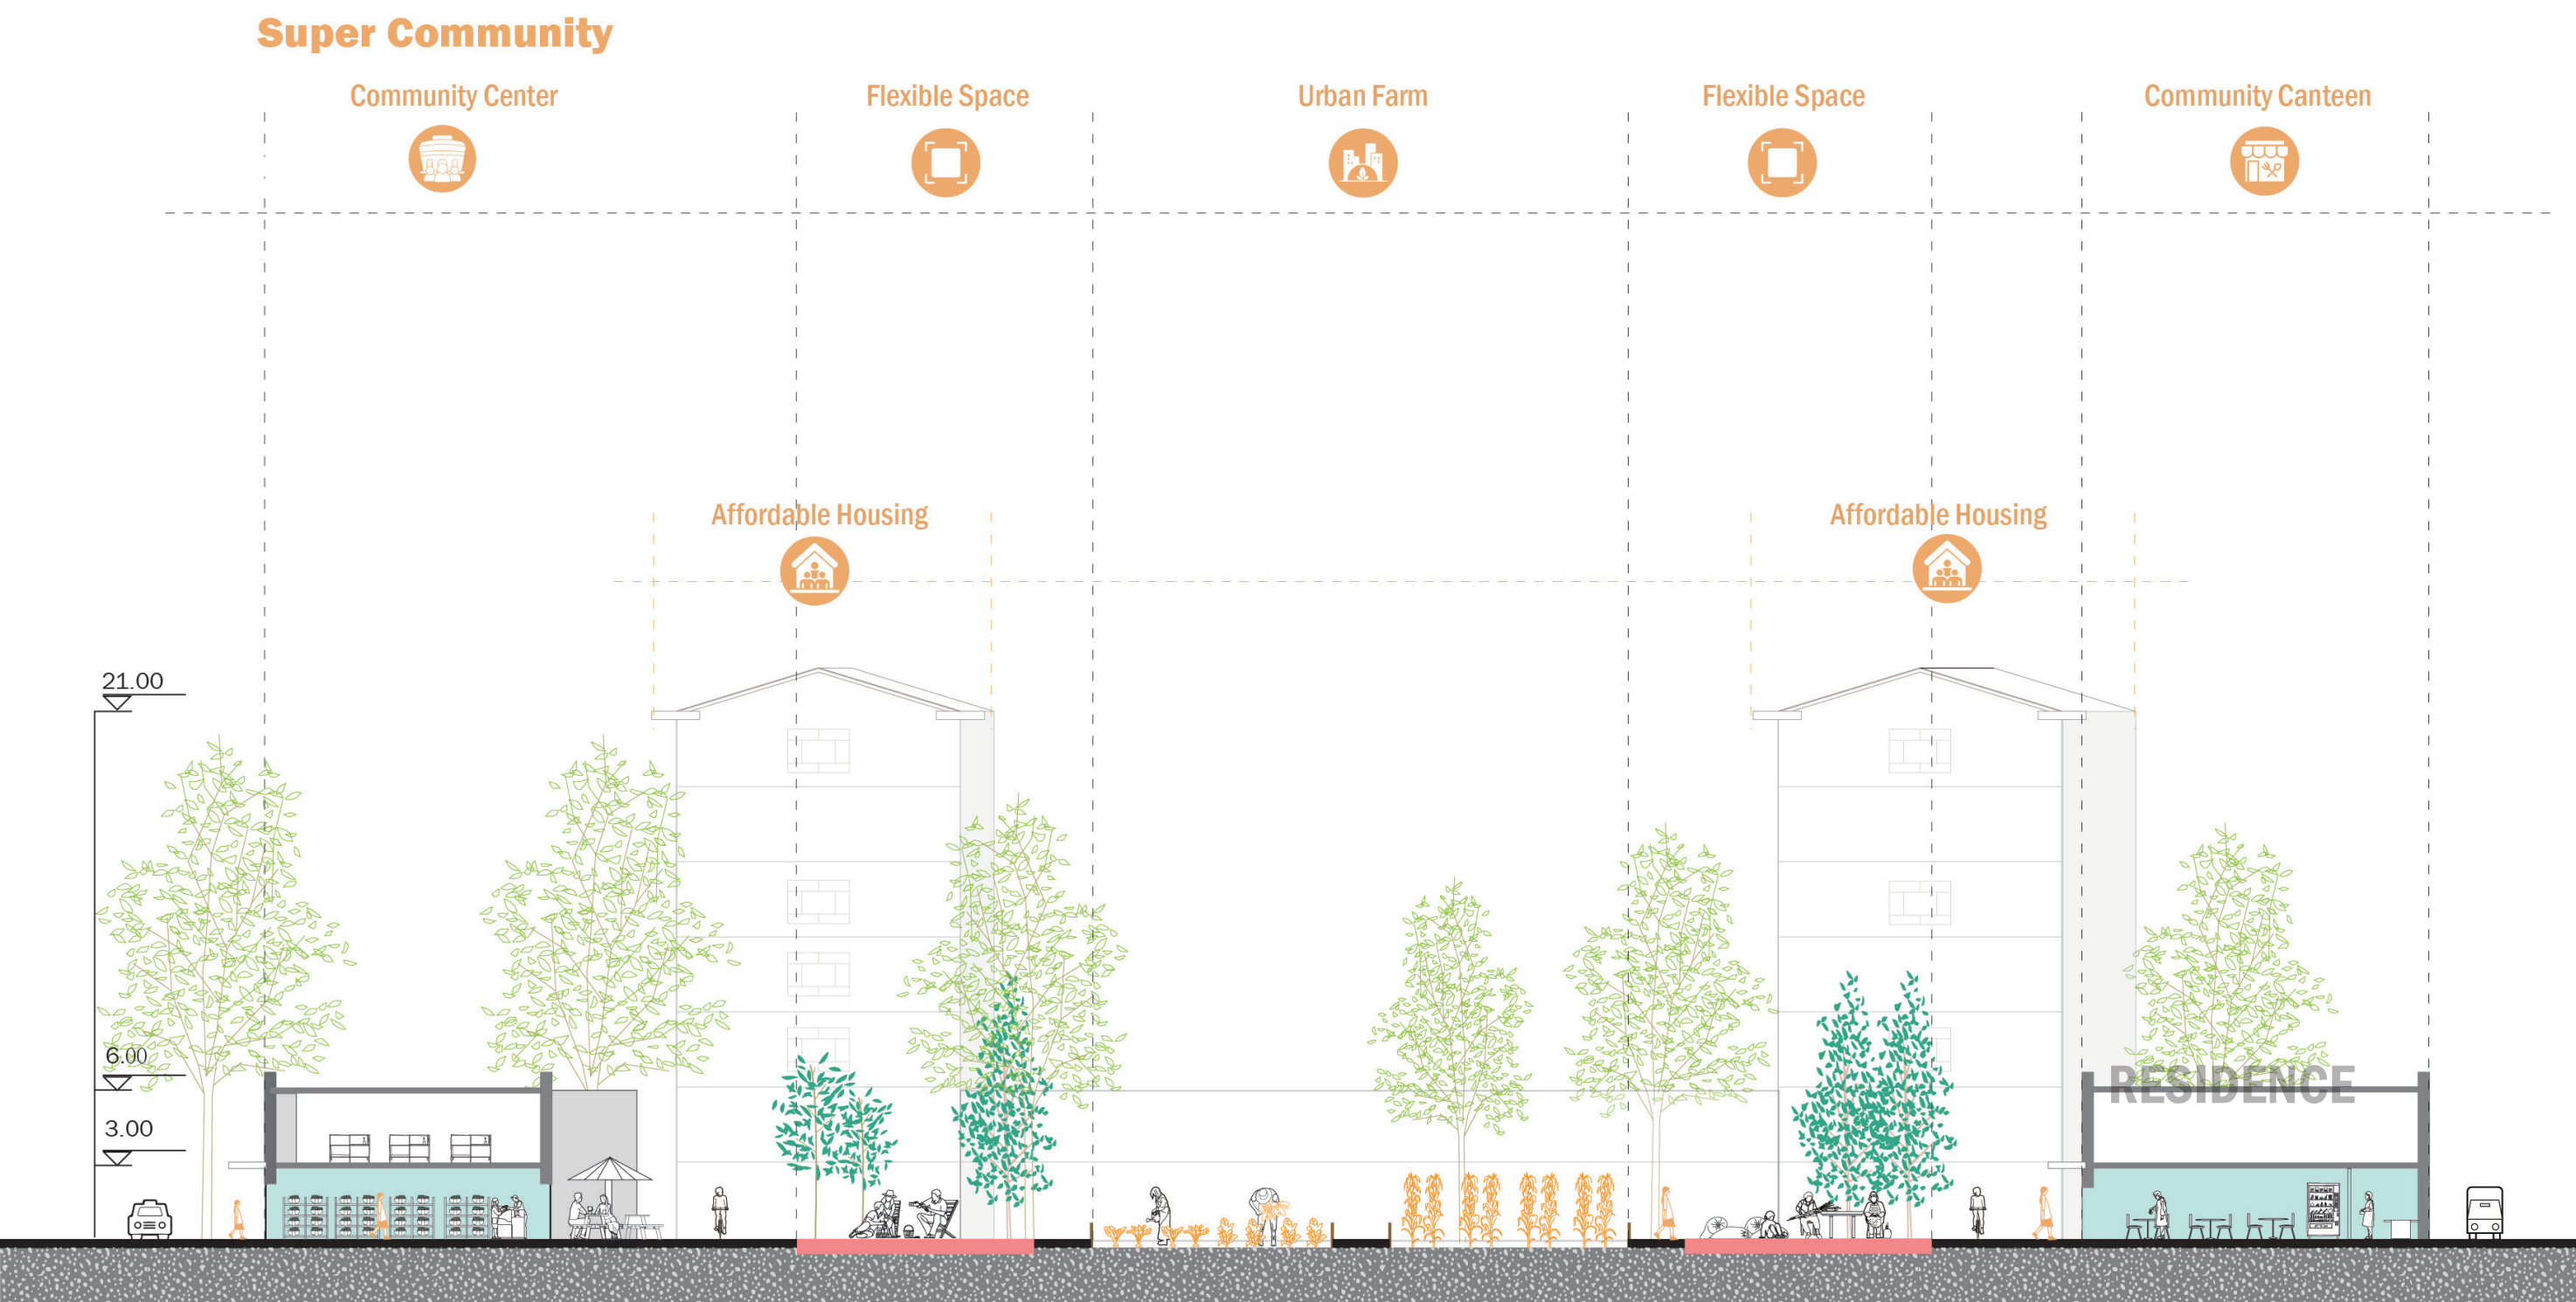 Super Community
Community Center
Flexible Space
Urban Farm
Flexible Space
Community Canteen
Affordable Housing
Affordable Housing
21.00
6.00
RESIDENCE
3.00